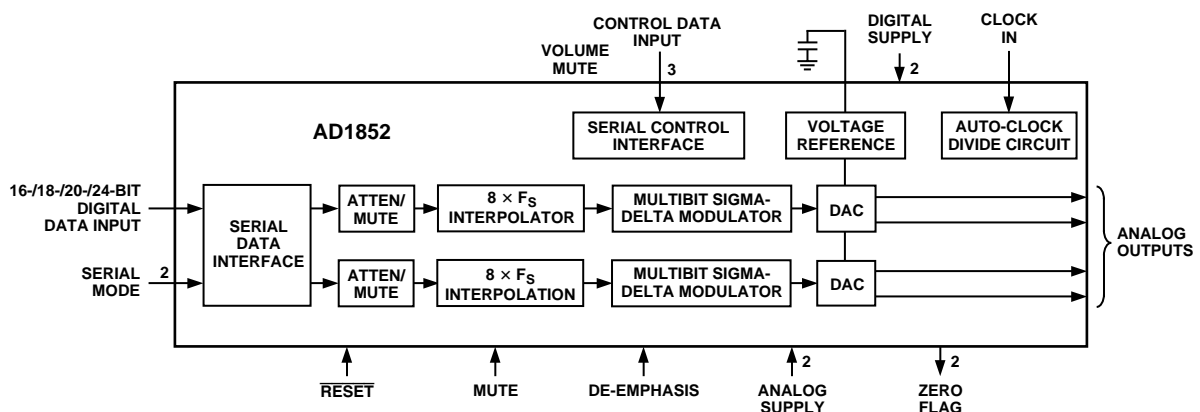 CONTROL DATA
INPUT
VOLUME
MUTE
3
DIGITAL
SUPPLY
2
CLOCK
IN
AD1852
SERIAL CONTROL
INTERFACE
VOLTAGE
REFERENCE
AUTO-CLOCK
DIVIDE CIRCUIT
16-/18-/20-/24-BIT
DIGITAL
DATA INPUT
SERIAL
MODE
2
SERIAL
DATA
INTERFACE
ATTEN/
MUTE
8 × FS
INTERPOLATOR
MULTIBIT SIGMA-
DELTA MODULATOR
DAC
ATTEN/
MUTE
8 × FS
INTERPOLATION
MULTIBIT SIGMA-
DELTA MODULATOR
DAC
ANALOG
OUTPUTS
RESET
MUTE
DE-EMPHASIS
2
ANALOG
SUPPLY
2
ZERO
FLAG